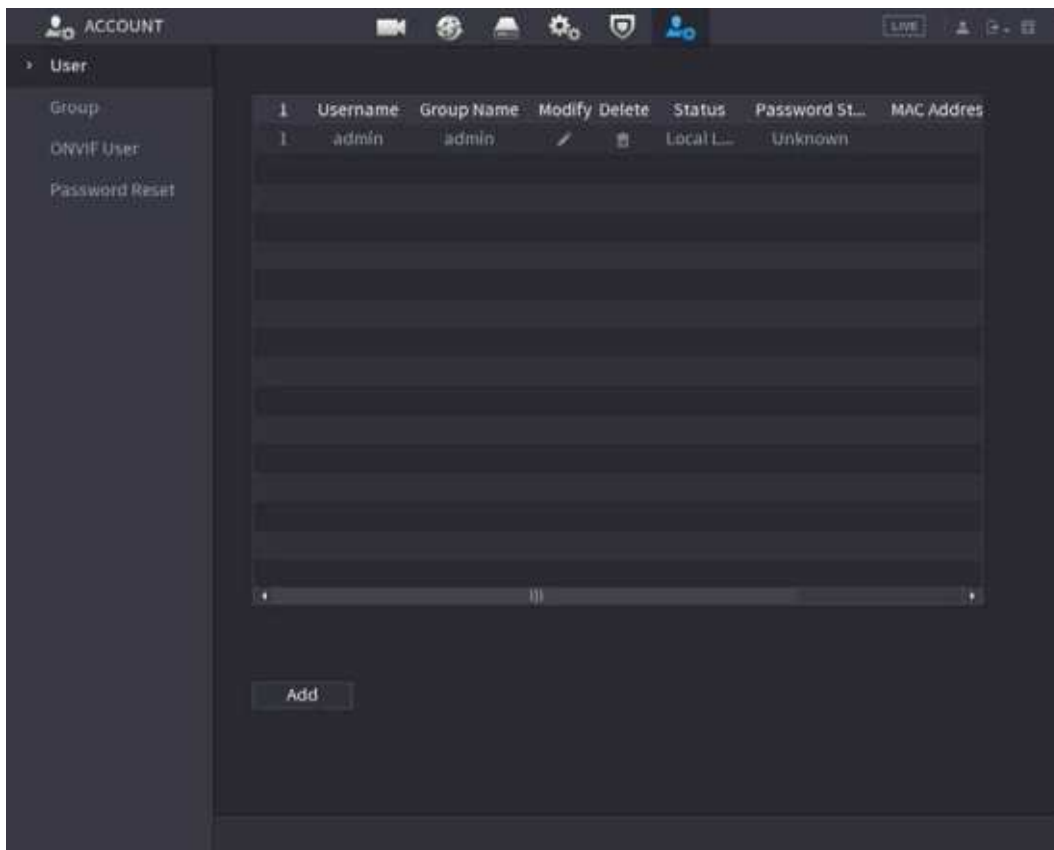 ACCOUNT LIVE
User
Group
ONVIF User
Password Reset
1 Username Group Name Modify Delete Status Password St... MAC Addres
1 admin admin Local L... Unknown
Add